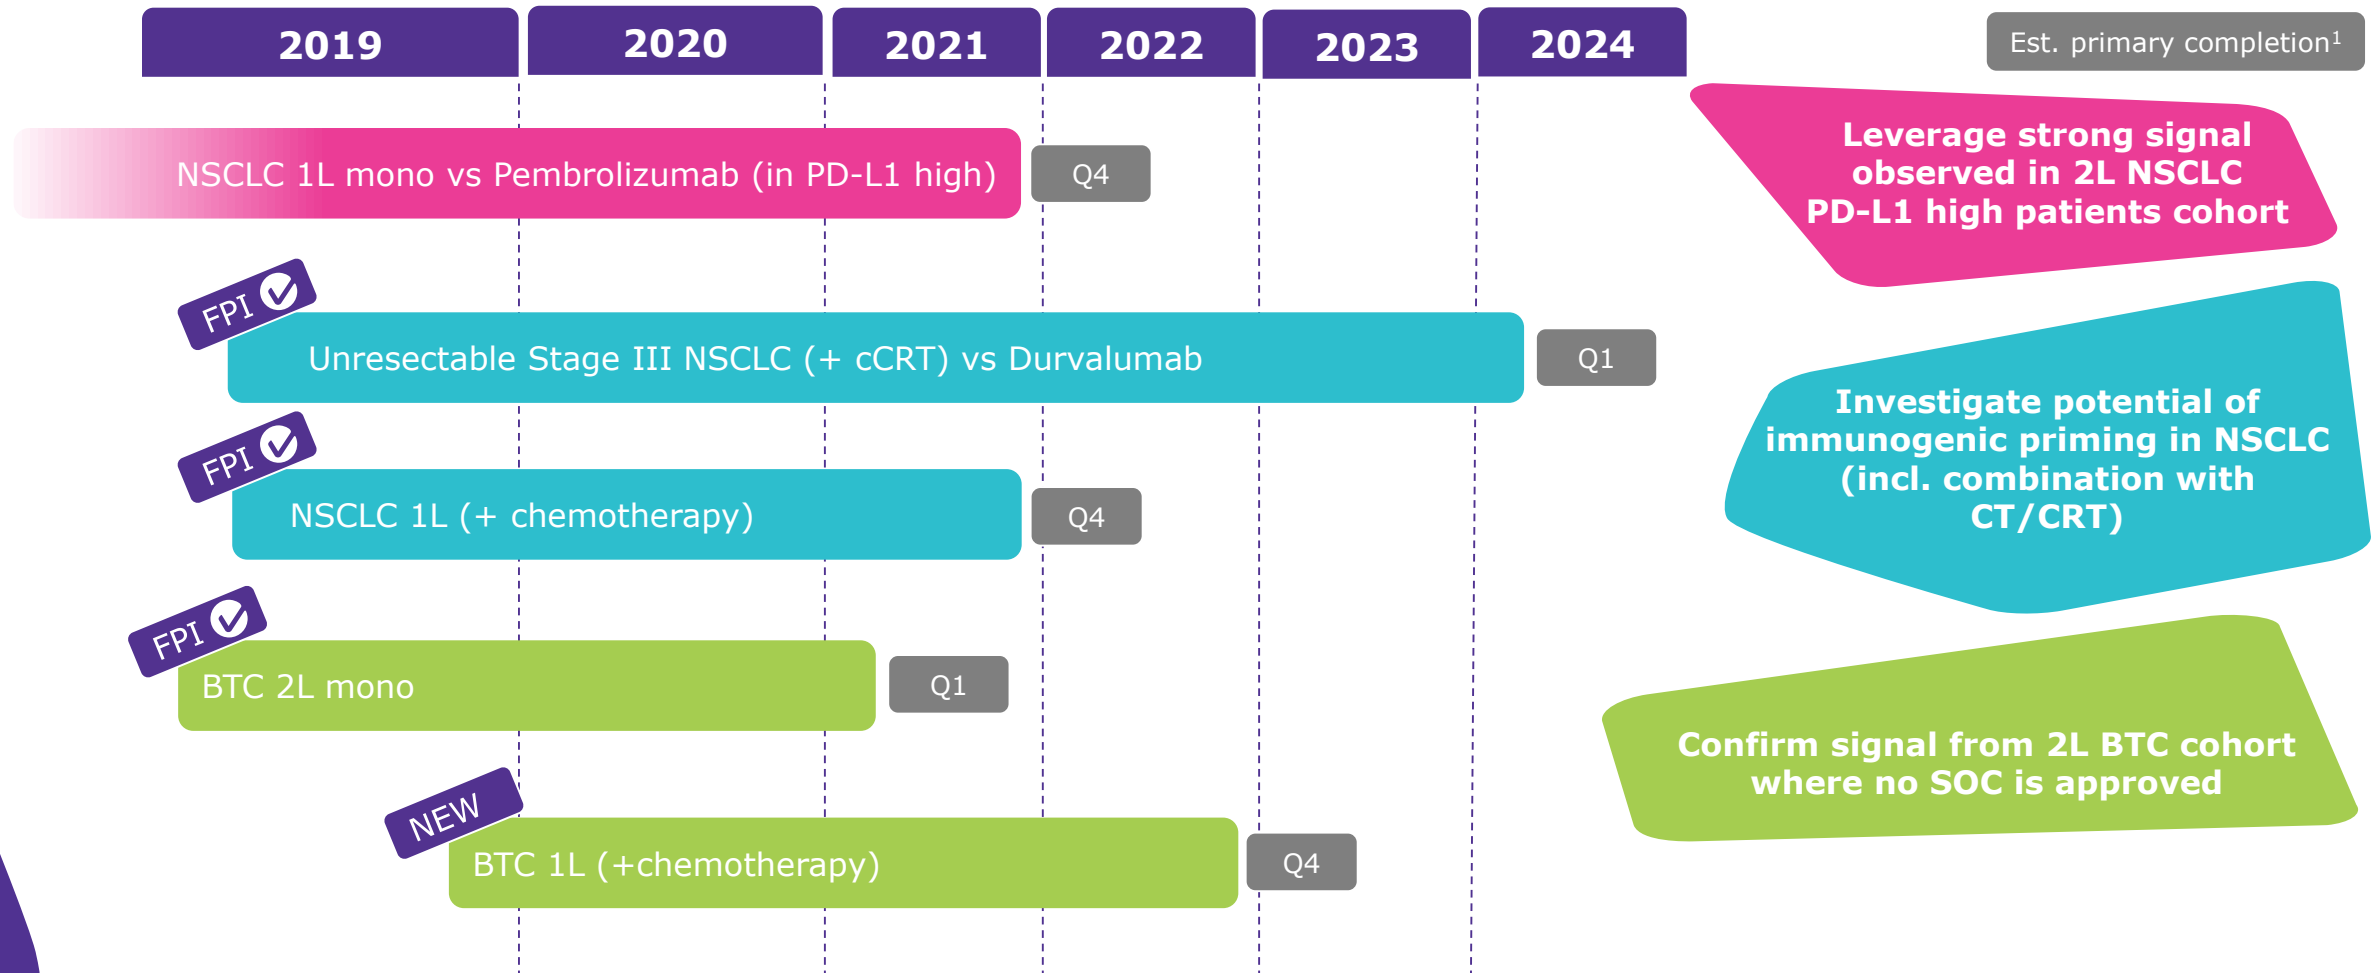 2019 2020 2021 2022 2023 2024
Est. primary completion¹
NSCLC 1L mono vs Pembrolizumab (in PD-L1 high)
Q4
Leverage strong signal
observed in 2L NSCLC
PD-L1 high patients cohort
FPI
Unresectable Stage III NSCLC (+ cCRT) vs Durvalumab
Q1
FPI
NSCLC 1L (+ chemotherapy)
Q4
Investigate potential of
immunogenic priming in NSCLC
(incl. combination with
CT/CRT)
FPI
BTC 2L mono
Q1
NEW
BTC 1L (+chemotherapy)
Q4
Confirm signal from 2L BTC cohort
where no SOC is approved